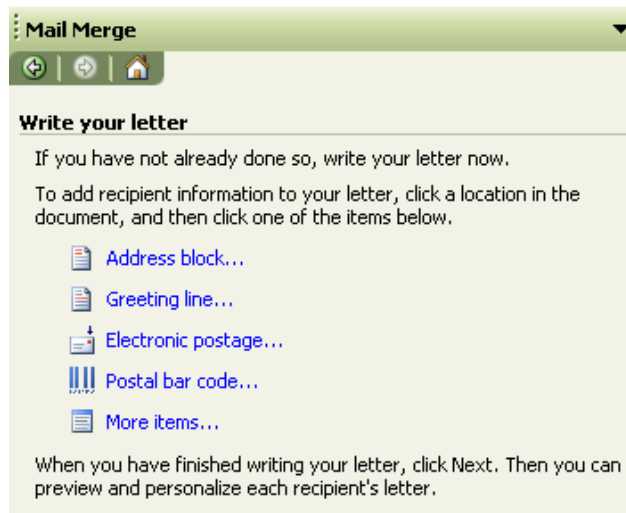 Mail Merge
Write your letter
If you have not already done so, write your letter now.
To add recipient information to your letter, click a location in the
document, and then click one of the items below.
Address block...
Greeting line...
Electronic postage...
Postal bar code...
More items...
When you have finished writing your letter, click Next. Then you can
preview and personalize each recipient's letter.